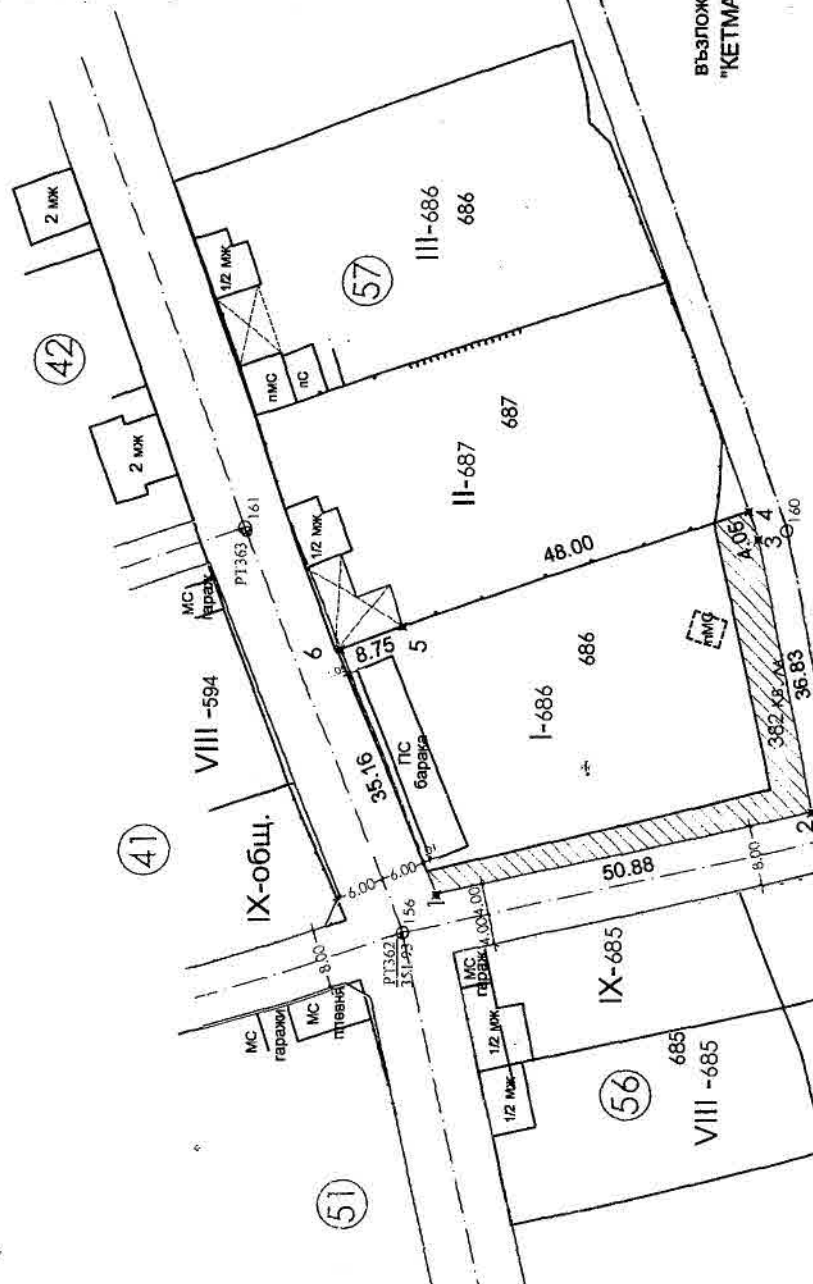 ВЪЗЛОЖ
"КЕТМА
2 МЖ
42
2 МЖ
1/2 МЖ
57
III-686
686
пМС
пС
II-687
687
PT363
161
1/2 МЖ
МС
гараж
VIII -594
6
8.75
5
48.00
4.05
4
3
160
I-686
686
пМС
382 кв. м
36.83
41
IX-общ.
35.16
ПС
барака
6.00
6.00
1
50.88
2
8.00
8.00
PT362
351.93
156
4.00
4.00
МС
гаражи
МС
плевня
МС
гараж
1/2 МЖ
1/2 МЖ
IX-685
685
VIII -685
56
51